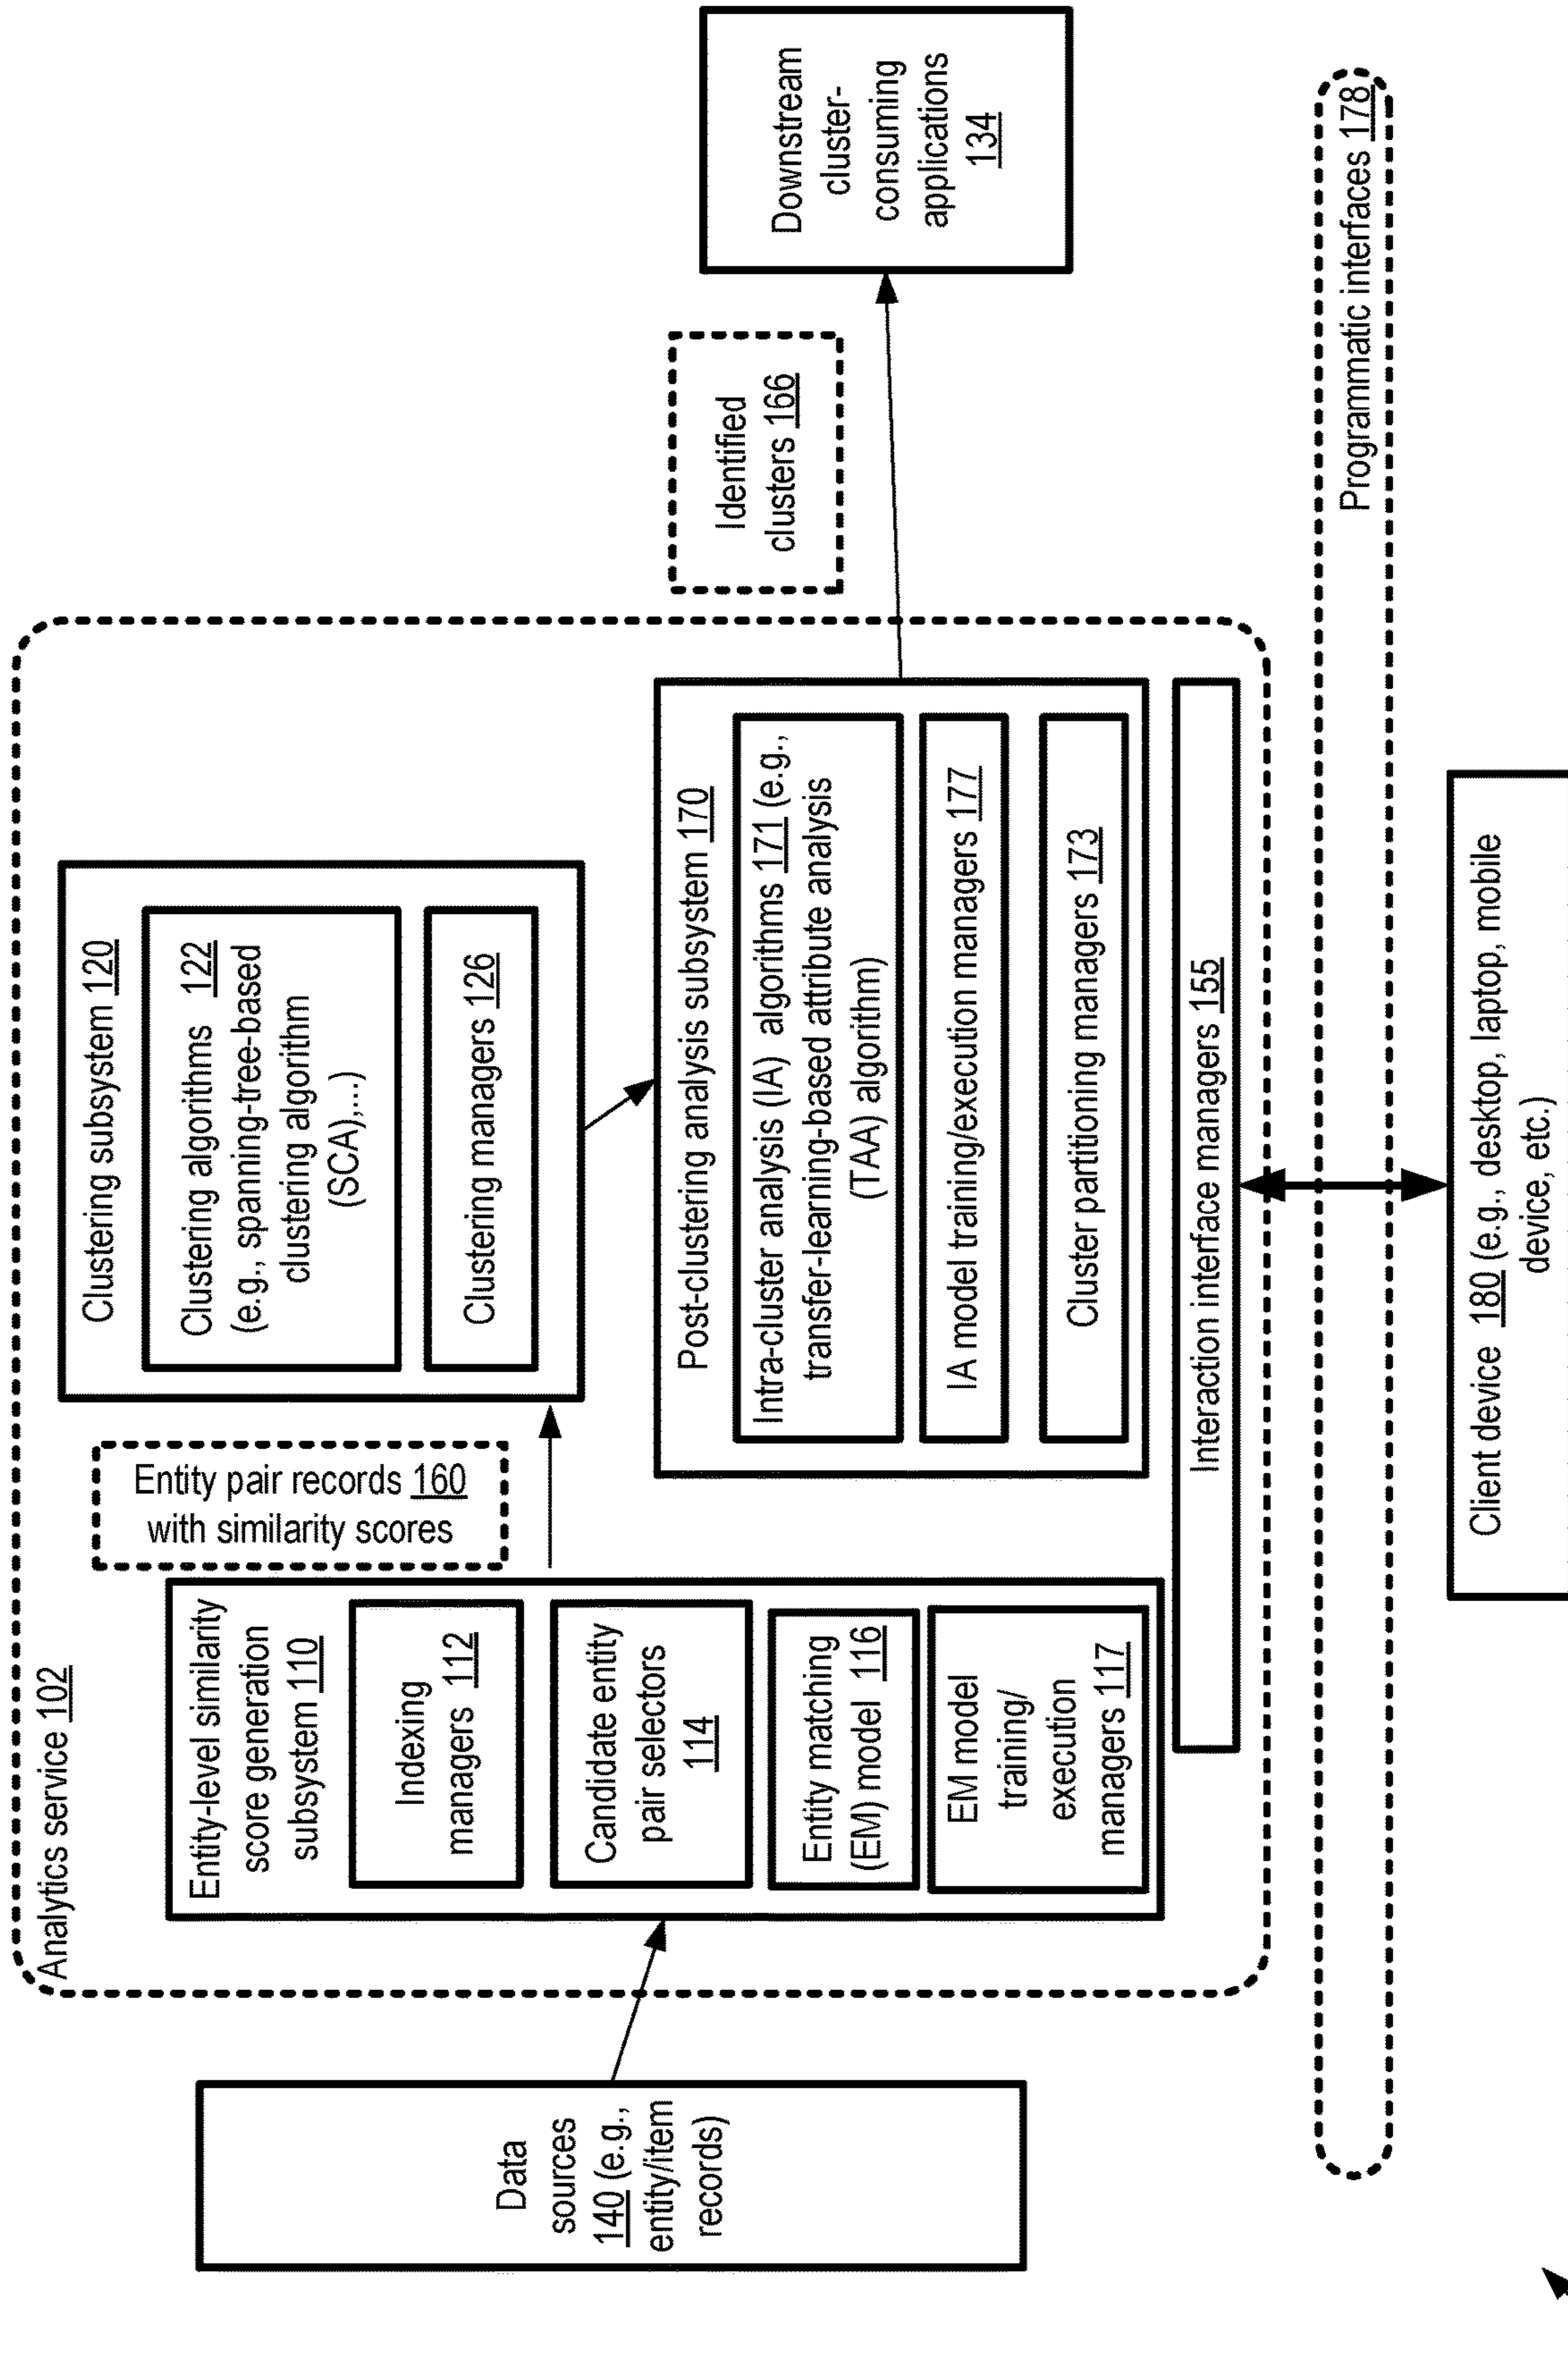 Analytics service 102
Data
sources
140 (e.g.,
entity/item
records)
Entity-level similarity
score generation
subsystem 110
Indexing
managers 112
Candidate entity
pair selectors
114
Entity matching
(EM) model 116
EM model
training/
execution
managers 117
Entity pair records 160
with similarity scores
Clustering subsystem 120
Clustering algorithms 122
(e.g., spanning-tree-based
clustering algorithm
(SCA),...)
Clustering managers 126
Post-clustering analysis subsystem 170
Intra-cluster analysis (IA) algorithms 171 (e.g.,
transfer-learning-based attribute analysis
(TAA) algorithm)
IA model training/execution managers 177
Cluster partitioning managers 173
Interaction interface managers 155
Identified
clusters 166
Downstream
cluster-
consuming
applications
134
Programmatic interfaces 178
Client device 180 (e.g., desktop, laptop, mobile
device, etc.)